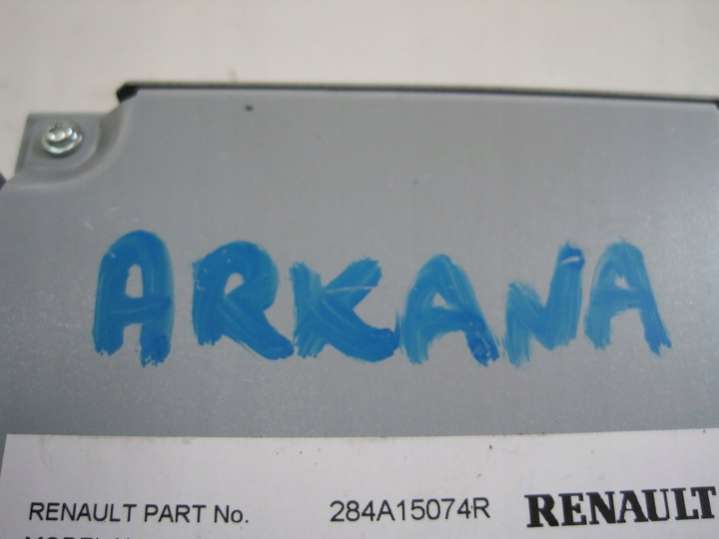 ARKANA
RENAULT PART No. 284A15074R RENAULT